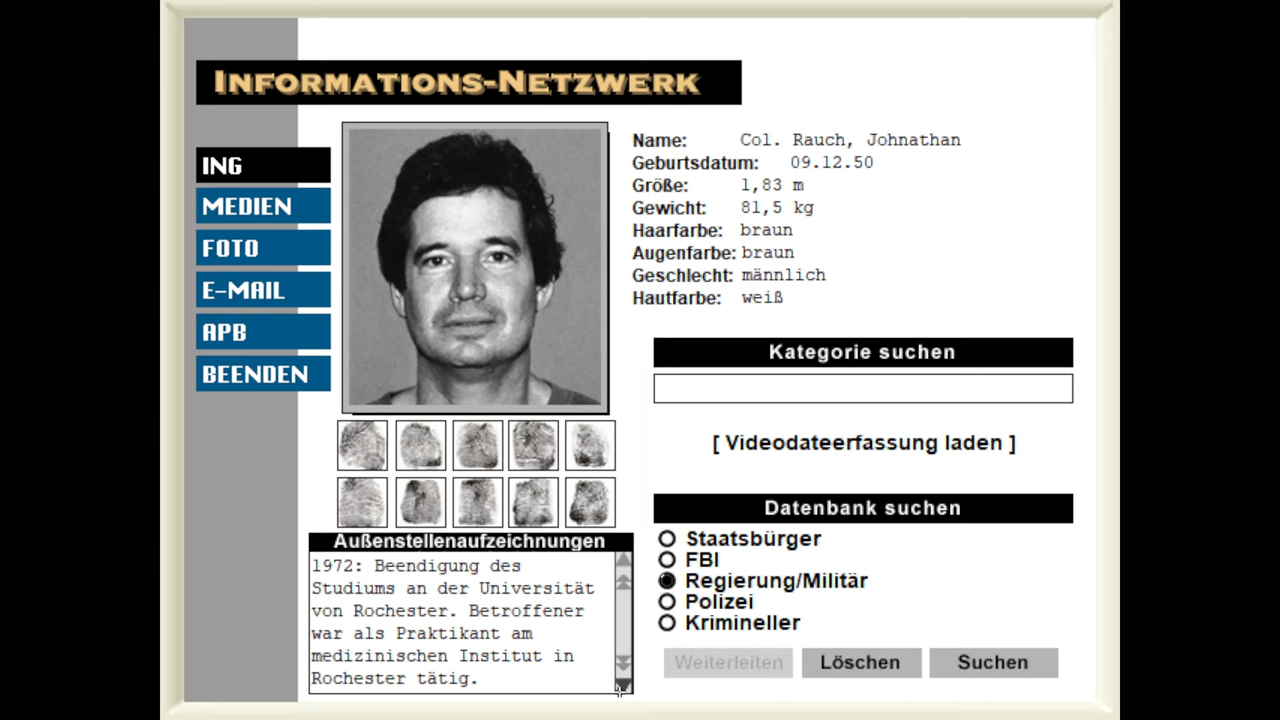 INFORMATIONS-NETZWERK
ING
MEDIEN
FOTO
E-MAIL
APB
BEENDEN
Name: Col. Rauch, Johnathan
Geburtsdatum: 09.12.50
Größe: 1,83 m
Gewicht: 81,5 kg
Haarfarbe: braun
Augenfarbe: braun
Geschlecht: männlich
Hautfarbe: weiß
Kategorie suchen
[ Videodateerfassung laden ]
Datenbank suchen
Staatsbürger
FBI
Regierung/Militär
Polizei
Krimineller
Weiterleiten Löschen Suchen
Außenstellenaufzeichnungen
1972: Beendigung des
Studiums an der Universität
von Rochester. Betroffener
war als Praktikant am
medizinischen Institut in
Rochester tätig.